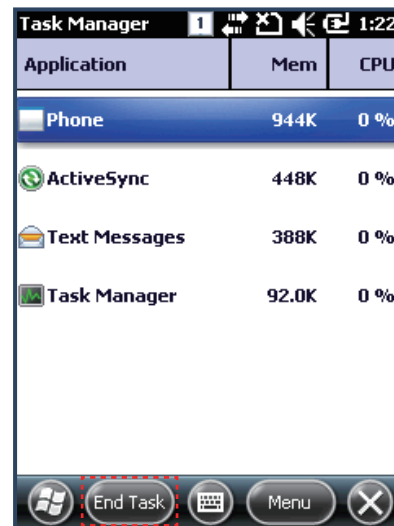 Task Manager 1 1:22
Application Mem CPU
Phone 944K 0 %
ActiveSync 448K 0 %
Text Messages 388K 0 %
Task Manager 92.0K 0 %
End Task Menu